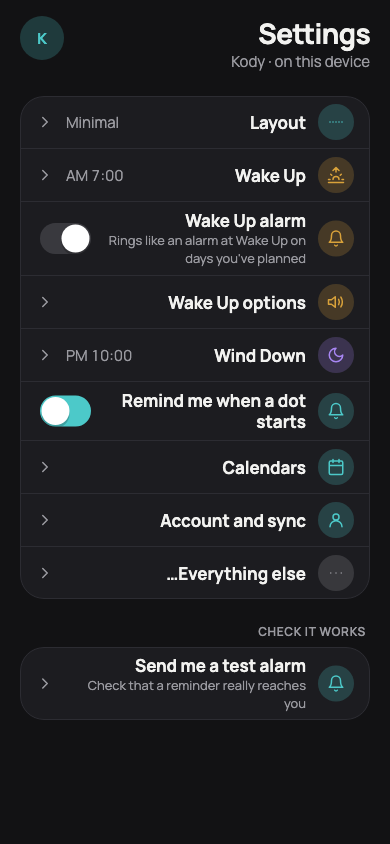 Settings
K
Kody · on this device
Layout
Minimal
Wake Up
AM 7:00
Wake Up alarm
Rings like an alarm at Wake Up on
days you've planned
Wake Up options
Wind Down
PM 10:00
Remind me when a dot
starts
Calendars
Account and sync
...Everything else
CHECK IT WORKS
Send me a test alarm
Check that a reminder really reaches
you